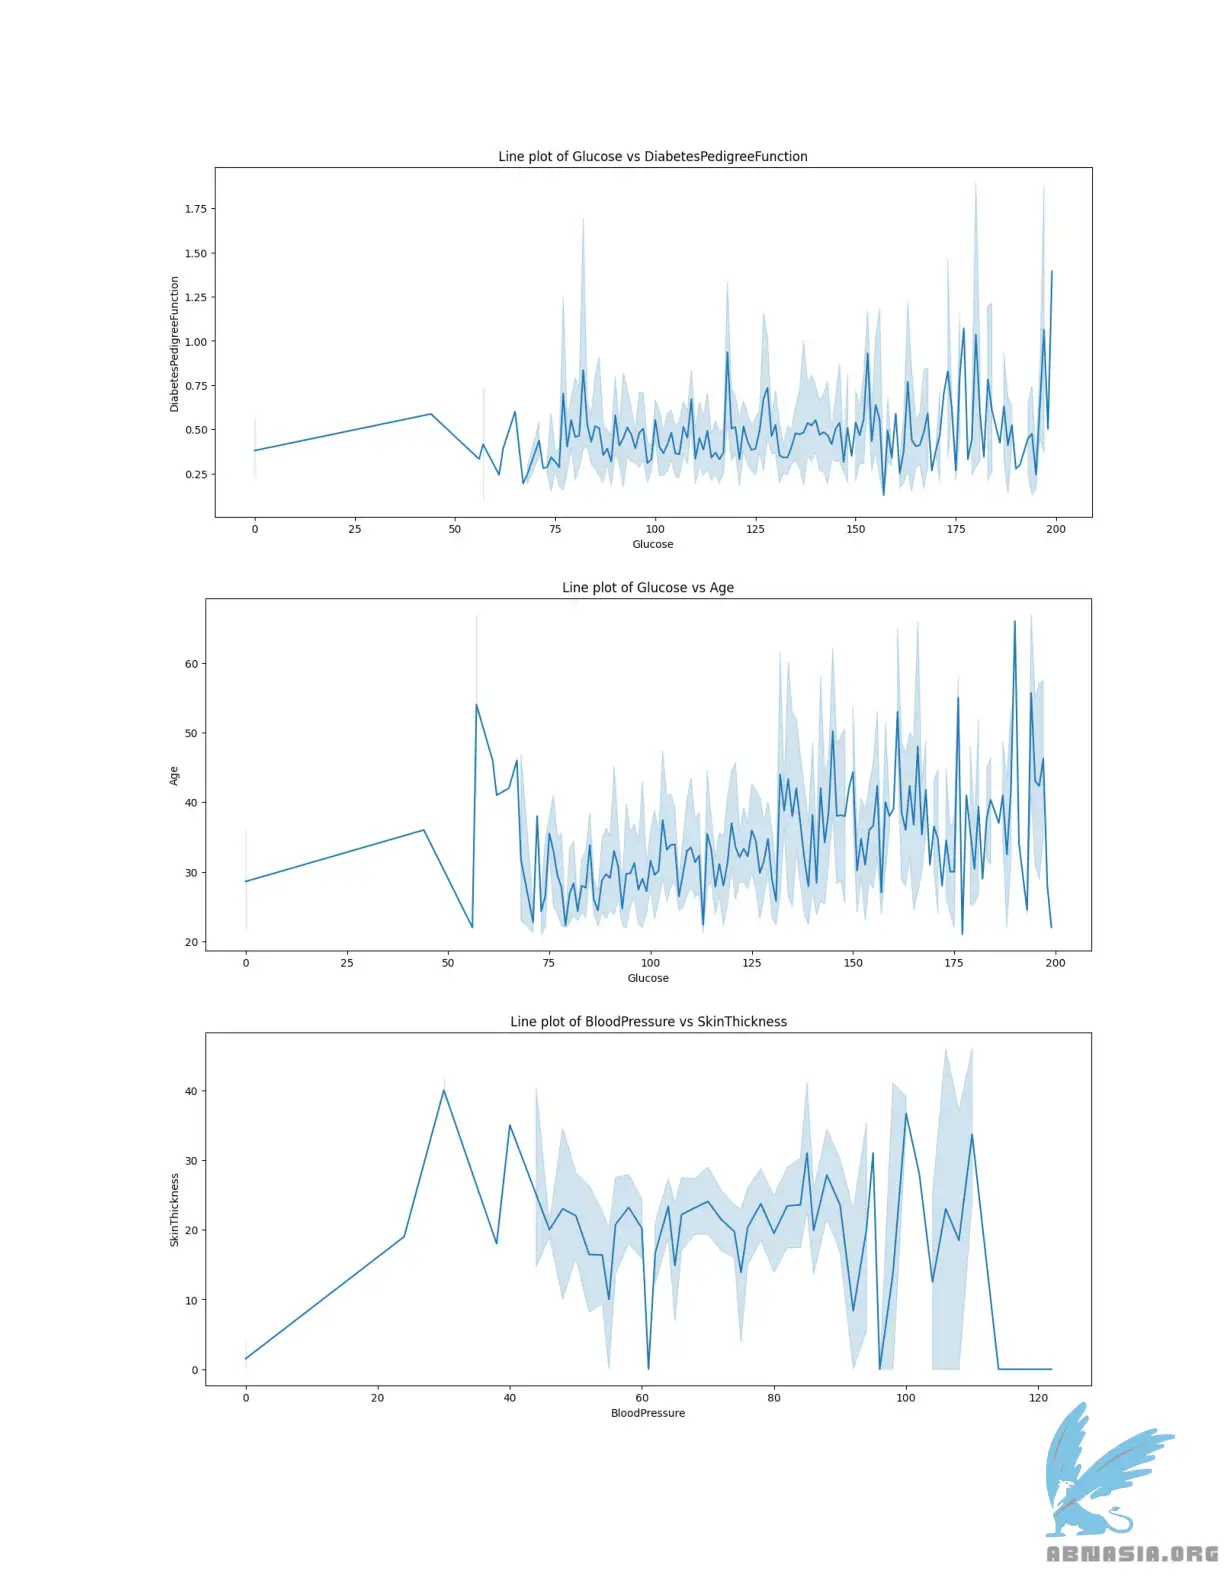 Line plot of Glucose vs DiabetesPedigreeFunction
1.75
1.50
1.25
1.00
0.75
0.50
0.25
DiabetesPedigreeFunction
0 25 50 75 100 125 150 175 200
Glucose
Line plot of Glucose vs Age
60
50
40
30
20
Age
0 25 50 75 100 125 150 175 200
Glucose
Line plot of BloodPressure vs SkinThickness
40
30
20
10
0
SkinThickness
0 20 40 60 80 100 120
BloodPressure
ABNASIA.ORG